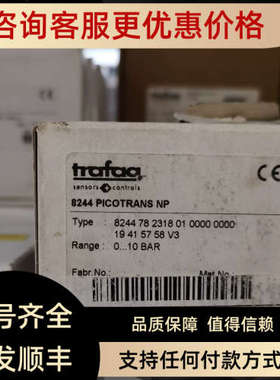 咨询客服更优惠价格
trafag
sensors & controls
CE
8244 PICOTRANS NP
Type : 8244 78 2318 01 0000 0000
19 41 57 58 V3
Range : 0...10 BAR
Fabr.No.: Mat.No.
号齐全 品质保障 值得信赖
发顺丰 支持任何付款方式